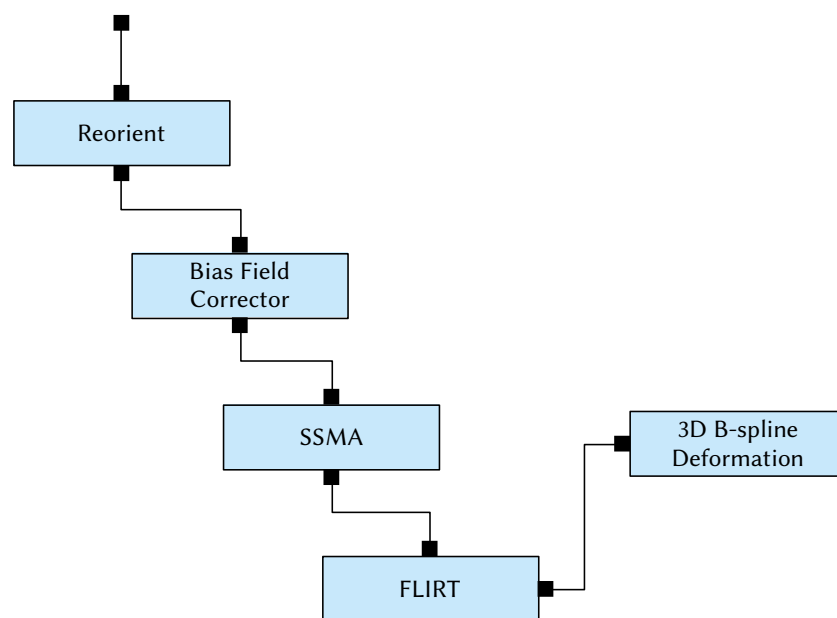 Reorient
Bias Field
Corrector
SSMA
3D B-spline
Deformation
FLIRT